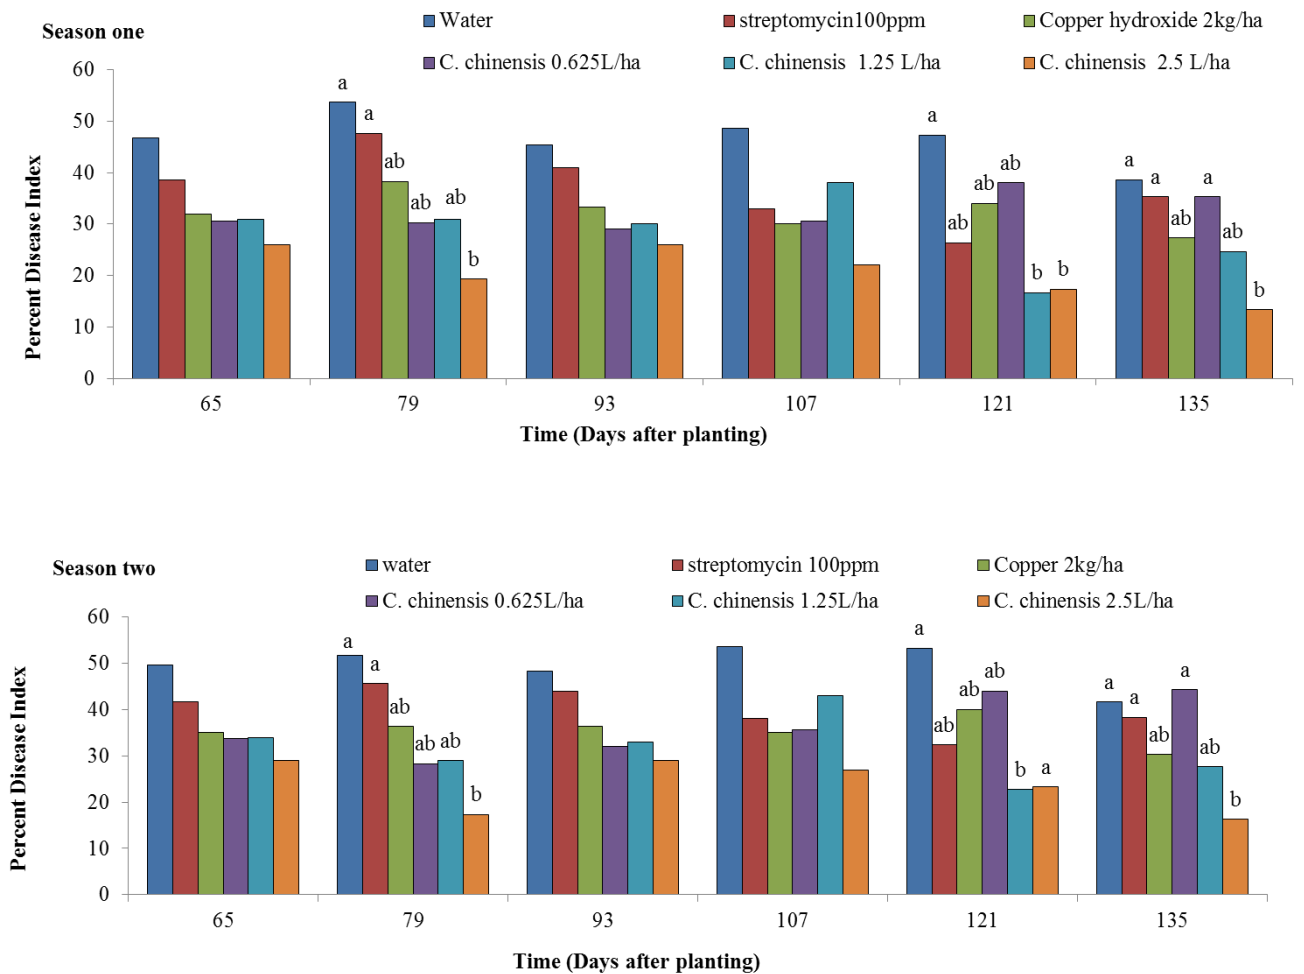 Season one
Water
streptomycin100ppm
Copper hydroxide 2kg/ha
C. chinensis 0.625L/ha
C. chinensis  1.25 L/ha
C. chinensis  2.5 L/ha
Percent Disease Index
60
50
40
30
20
10
0
a
a
ab
ab
ab
b
a
ab
ab
ab
b
b
a
a
ab
a
ab
b
65
79
93
107
121
135
Time (Days after planting)
Season two
water
streptomycin 100ppm
Copper 2kg/ha
C. chinensis 0.625L/ha
C. chinensis 1.25L/ha
C. chinensis 2.5L/ha
Percent Disease Index
60
50
40
30
20
10
0
a
a
ab
ab
ab
b
a
ab
ab
ab
b
a
a
a
ab
a
ab
b
65
79
93
107
121
135
Time (Days after planting)